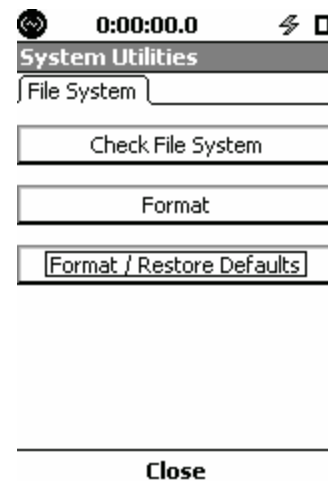 0:00:00.0
System Utilities
File System
Check File System
Format
Format / Restore Defaults
Close